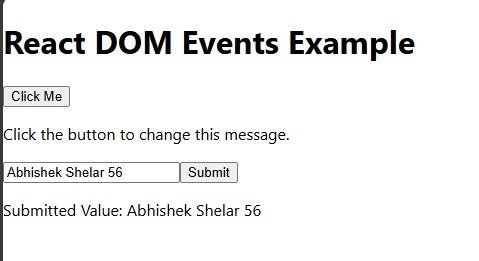 React DOM Events Example
Click Me
Click the button to change this message.
Abhishek Shelar 56 Submit
Submitted Value: Abhishek Shelar 56